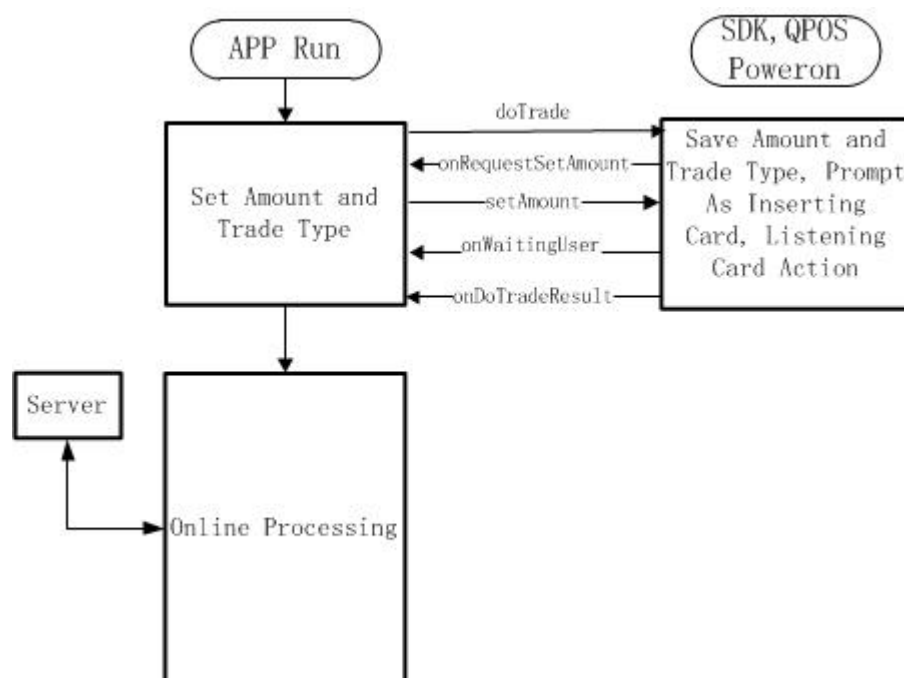 APP Run
SDK,QPOS
Poweron
doTrade
onRequestSetAmount
setAmount
onWaitingUser
onDoTradeResult
Set Amount and
Trade Type
Save Amount and
Trade Type, Prompt
As Inserting
Card, Listening
Card Action
Server
Online Processing